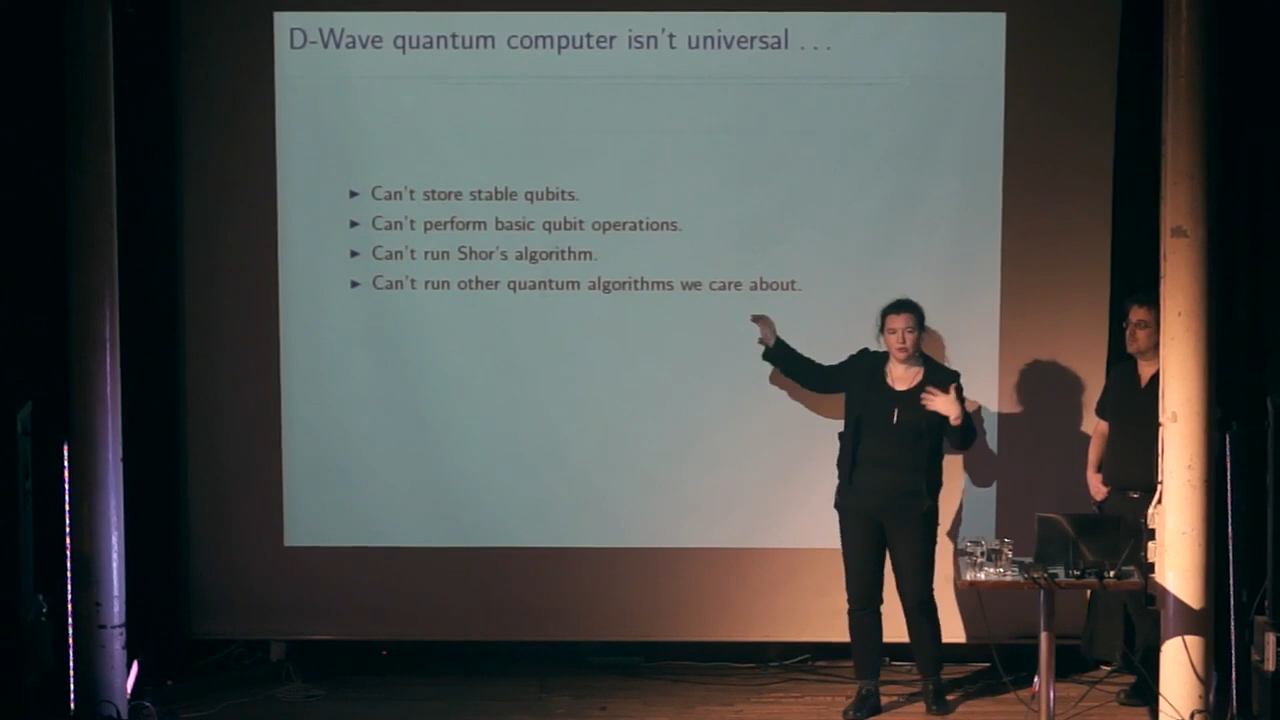 D-Wave quantum computer isn't universal ...
► Can't store stable qubits.
► Can't perform basic qubit operations.
► Can't run Shor's algorithm.
► Can't run other quantum algorithms we care about.